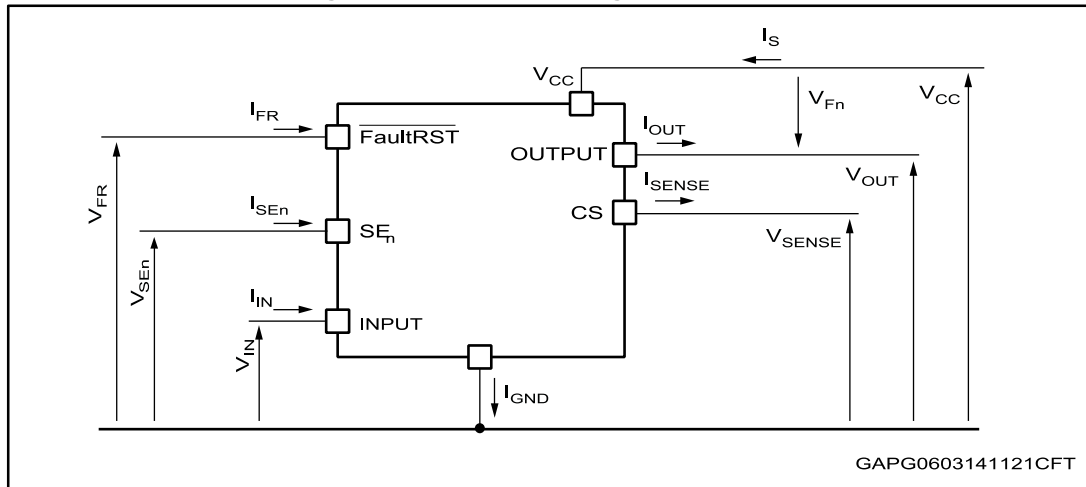 I_S
V_CC
I_FR
FaultRST
V_Fn
V_CC
I_OUT
OUTPUT
V_FR
I_SENSE
V_OUT
I_SEn
CS
SE_n
V_SENSE
V_SEn
I_IN
INPUT
V_IN
I_GND
GAPG0603141121CFT